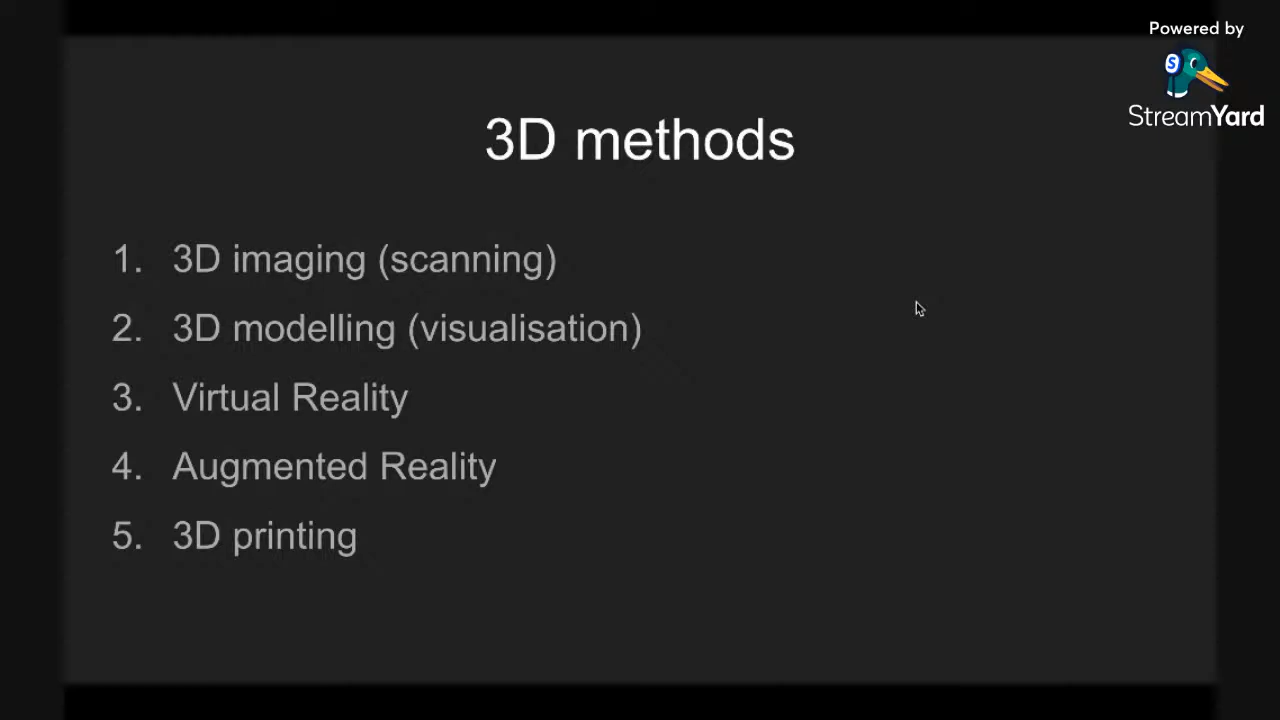 Powered by
S
StreamYard
3D methods
1. 3D imaging (scanning)
2. 3D modelling (visualisation)
3. Virtual Reality
4. Augmented Reality
5. 3D printing